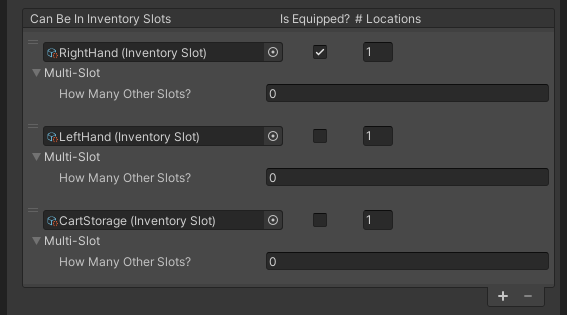 Can Be In Inventory Slots Is Equipped? # Locations
RightHand (Inventory Slot) 1
Multi-Slot
How Many Other Slots? 0
LeftHand (Inventory Slot) 1
Multi-Slot
How Many Other Slots? 0
CartStorage (Inventory Slot) 1
Multi-Slot
How Many Other Slots? 0